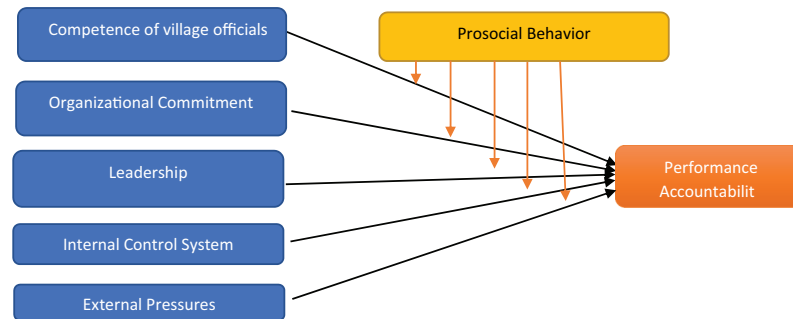 Competence of village officials
Prosocial Behavior
Organizational Commitment
Leadership
Performance
Accountabilit
Internal Control System
External Pressures